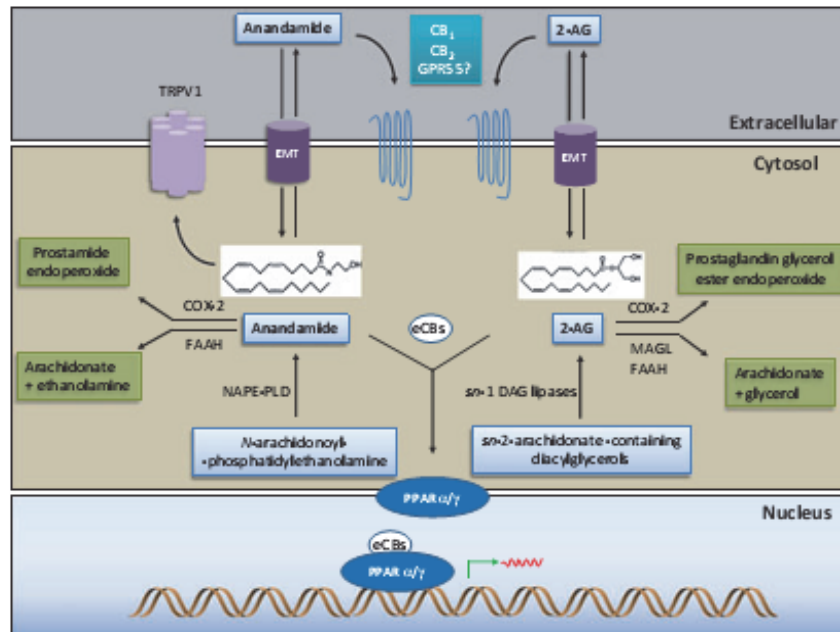 Anandamide
CB1
CB2
GPR55?
2-AG
TRPV1
Extracellular
EMT
EMT
Cytosol
Prostamide
endoperoxide
Prostaglandin glycerol
ester endoperoxide
COX-2
FAAH
Anandamide
eCBs
2-AG
COX-2
MAGL
FAAH
Arachidonate
+ ethanolamine
Arachidonate
+ glycerol
NAPE-PLD
sn-1 DAG lipases
N-arachidonoyl-
-phosphatidylethanolamine
sn-2-arachidonate-containing
diacylglycerols
PPAR α/γ
Nucleus
eCBs
PPAR α/γ